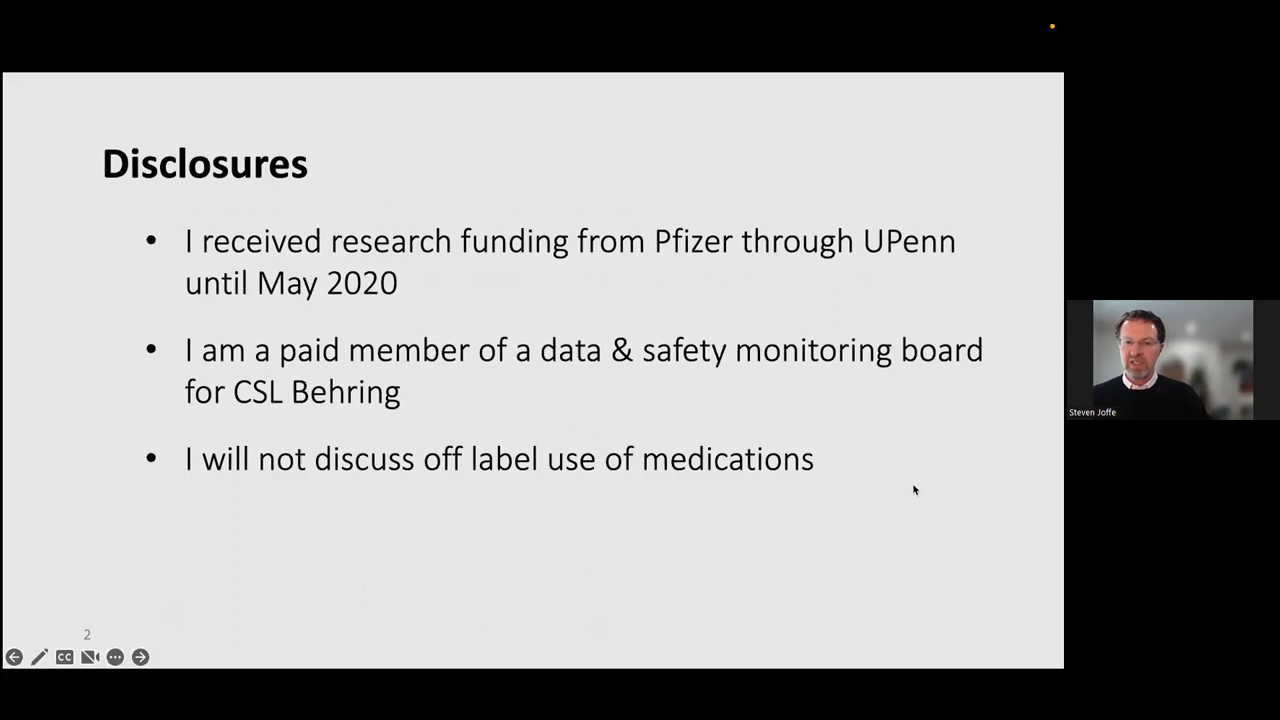 Disclosures
• I received research funding from Pfizer through UPenn
until May 2020
• I am a paid member of a data & safety monitoring board
for CSL Behring
• I will not discuss off label use of medications
Steven Joffe
2
CC